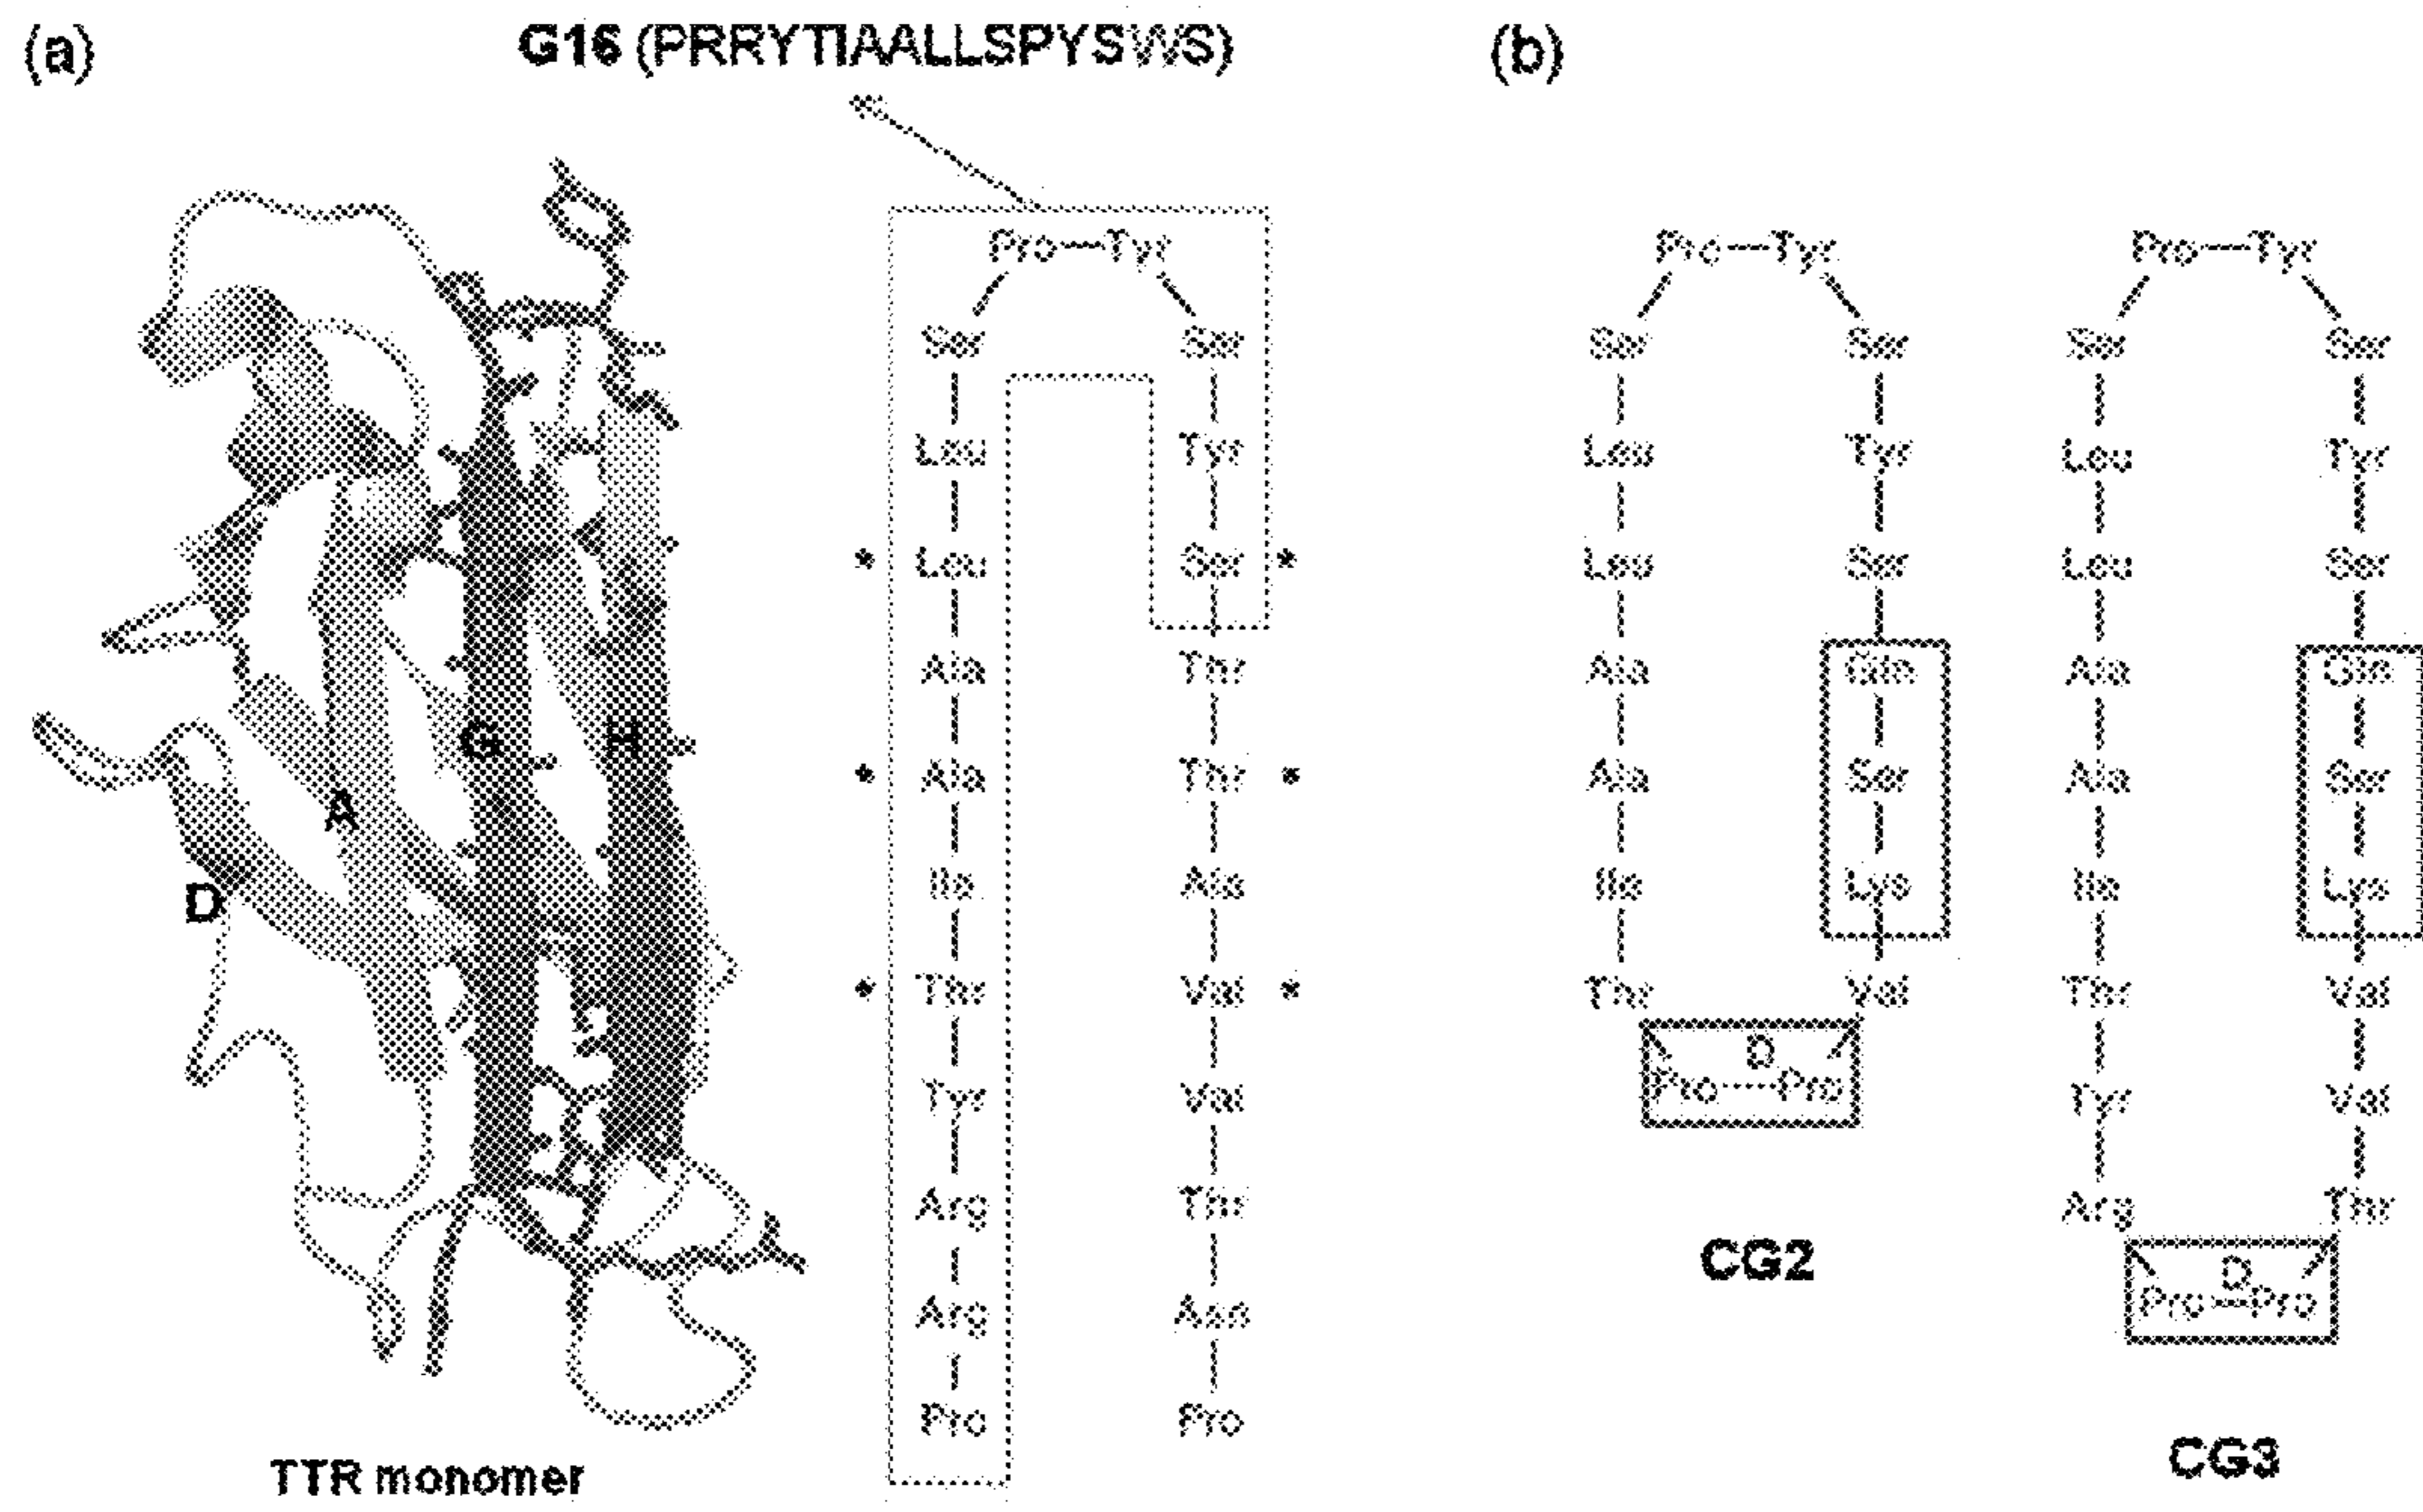 (a)
G16 (PRRYTIAALLSPYSWS)
(b)
Pro—Tyr
Ser Ser
Leu Tyr
* Leu Ser *
Ala Thr
* Ala Thr *
Ile Ala
* Thr Val *
Tyr Val
Arg Thr
Arg Asn
Pro Pro
A
G
H
D
TTR monomer
Pro—Tyr
Ser Ser
Leu Tyr
Leu Ser
Ala Gln
Ala Ser
Ile Lys
Thr Val
D
Pro—Pro
CG2
Pro—Tyr
Ser Ser
Leu Tyr
Leu Ser
Ala Gln
Ala Ser
Ile Lys
Thr Val
Tyr Val
Arg Thr
D
Pro—Pro
CG3